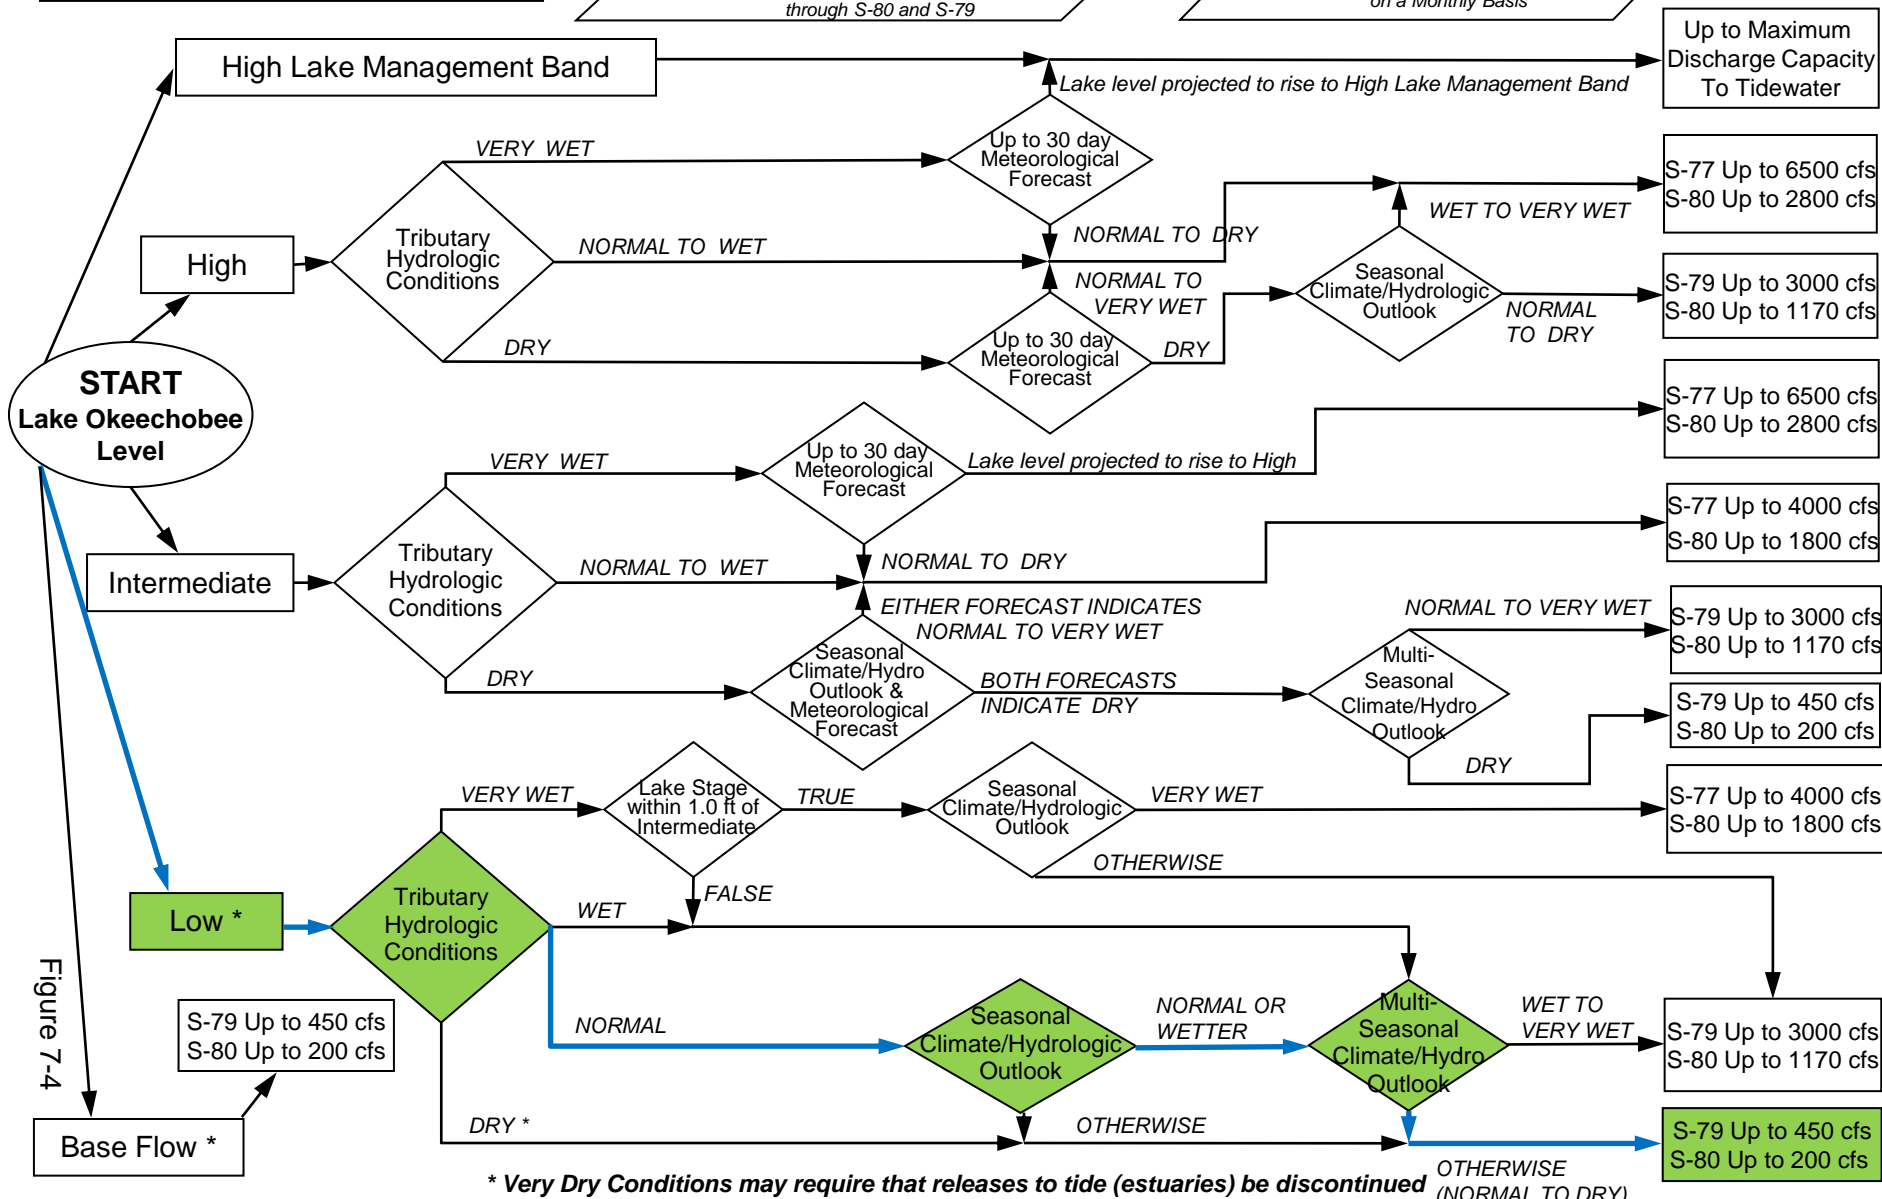 through S-80 and S-79
on a Monthly Basis
High Lake Management Band
Lake level projected to rise to High Lake Management Band
Up to Maximum
Discharge Capacity
To Tidewater
VERY WET
Up to 30 day
Meteorological
Forecast
S-77 Up to 6500 cfs
S-80 Up to 2800 cfs
WET TO VERY WET
High
Tributary
Hydrologic
Conditions
NORMAL TO WET
NORMAL TO DRY
NORMAL TO
VERY WET
Seasonal
Climate/Hydrologic
Outlook
NORMAL
TO DRY
S-79 Up to 3000 cfs
S-80 Up to 1170 cfs
DRY
Up to 30 day
Meteorological
Forecast
DRY
START
Lake Okeechobee
Level
S-77 Up to 6500 cfs
S-80 Up to 2800 cfs
VERY WET
Up to 30 day
Meteorological
Forecast
Lake level projected to rise to High
S-77 Up to 4000 cfs
S-80 Up to 1800 cfs
Intermediate
Tributary
Hydrologic
Conditions
NORMAL TO WET
NORMAL TO DRY
EITHER FORECAST INDICATES
NORMAL TO VERY WET
NORMAL TO VERY WET
S-79 Up to 3000 cfs
S-80 Up to 1170 cfs
DRY
Seasonal
Climate/Hydro
Outlook &
Meteorological
Forecast
BOTH FORECASTS
INDICATE DRY
Multi-
Seasonal
Climate/Hydro
Outlook
DRY
S-79 Up to 450 cfs
S-80 Up to 200 cfs
VERY WET
Lake Stage
within 1.0 ft of
Intermediate
TRUE
Seasonal
Climate/Hydrologic
Outlook
VERY WET
S-77 Up to 4000 cfs
S-80 Up to 1800 cfs
OTHERWISE
FALSE
Low *
Tributary
Hydrologic
Conditions
WET
NORMAL
Seasonal
Climate/Hydrologic
Outlook
NORMAL OR
WETTER
Multi-
Seasonal
Climate/Hydro
Outlook
WET TO
VERY WET
S-79 Up to 3000 cfs
S-80 Up to 1170 cfs
Figure 7-4
S-79 Up to 450 cfs
S-80 Up to 200 cfs
Base Flow *
DRY *
OTHERWISE
S-79 Up to 450 cfs
S-80 Up to 200 cfs
* Very Dry Conditions may require that releases to tide (estuaries) be discontinued
OTHERWISE
(NORMAL TO DRY)